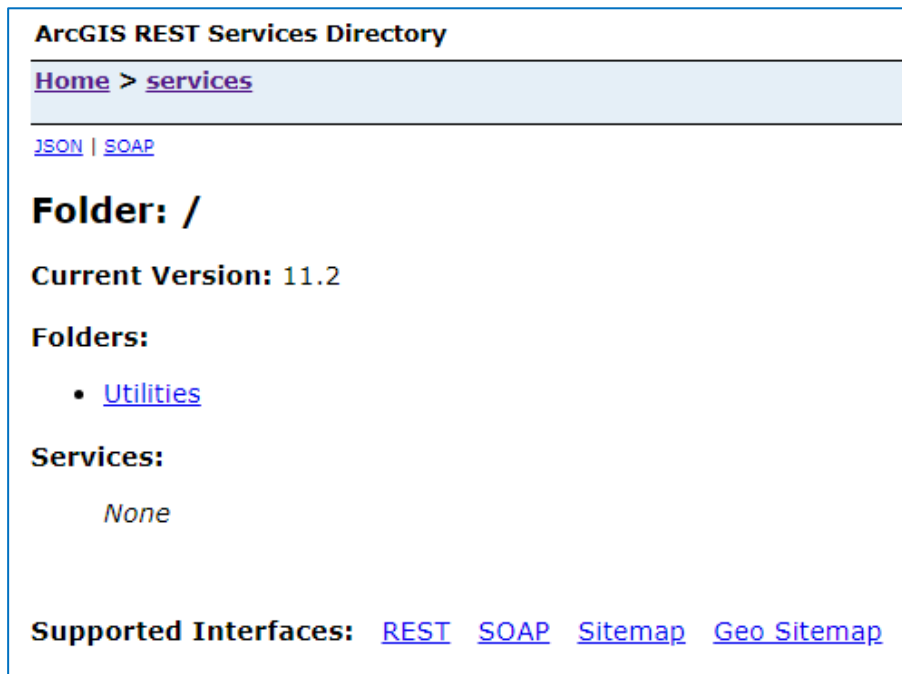 ArcGIS REST Services Directory
Home > services
JSON | SOAP
Folder: /
Current Version: 11.2
Folders:
• Utilities
Services:
None
Supported Interfaces: REST SOAP Sitemap Geo Sitemap